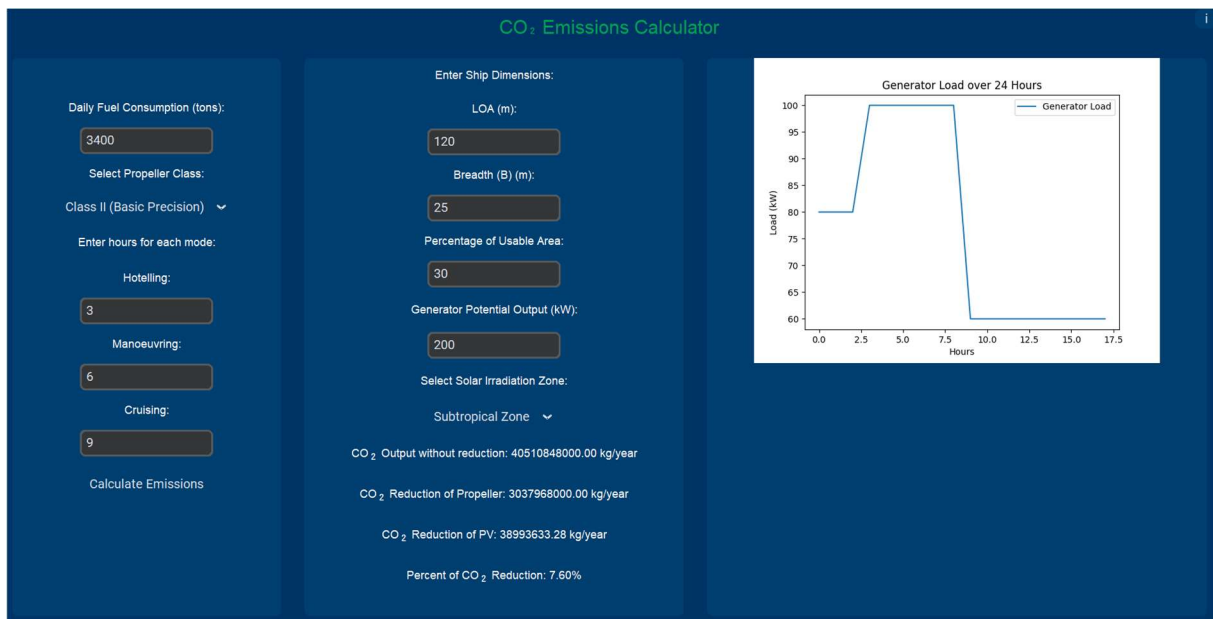 CO₂ Emissions Calculator
i
Daily Fuel Consumption (tons):
3400
Select Propeller Class:
Class II (Basic Precision)
Enter hours for each mode:
Hotelling:
3
Manoeuvring:
6
Cruising:
9
Calculate Emissions
Enter Ship Dimensions:
LOA (m):
120
Breadth (B) (m):
25
Percentage of Usable Area:
30
Generator Potential Output (kW):
200
Select Solar Irradiation Zone:
Subtropical Zone
CO₂ Output without reduction: 40510848000.00 kg/year
CO₂ Reduction of Propeller: 3037968000.00 kg/year
CO₂ Reduction of PV: 38993633.28 kg/year
Percent of CO₂ Reduction: 7.60%
Generator Load over 24 Hours
Generator Load
Load (kW)
100
95
90
85
80
75
70
65
60
0.0 2.5 5.0 7.5 10.0 12.5 15.0 17.5
Hours